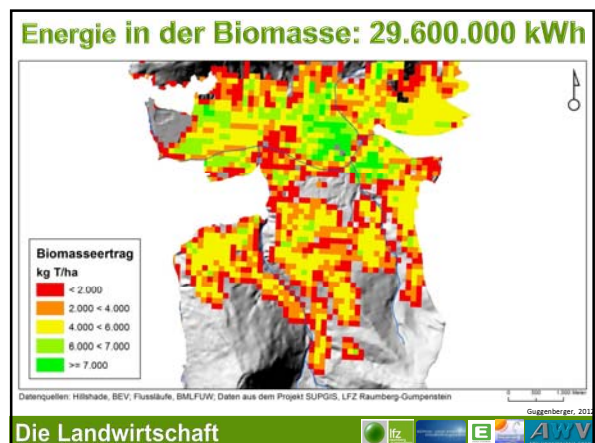 Energie in der Biomasse: 29.600.000 kWh
Biomasseertrag
kg T/ha
< 2.000
2.000 < 4.000
4.000 < 6.000
6.000 < 7.000
>= 7.000
Datenquellen: Hillshade, BEV; Flussläufe, BMLFUW; Daten aus dem Projekt SUPGIS, LFZ Raumberg-Gumpenstein
0 500 1.000 Meter
Guggenberger, 2012
Die Landwirtschaft
lfz
E
AWV